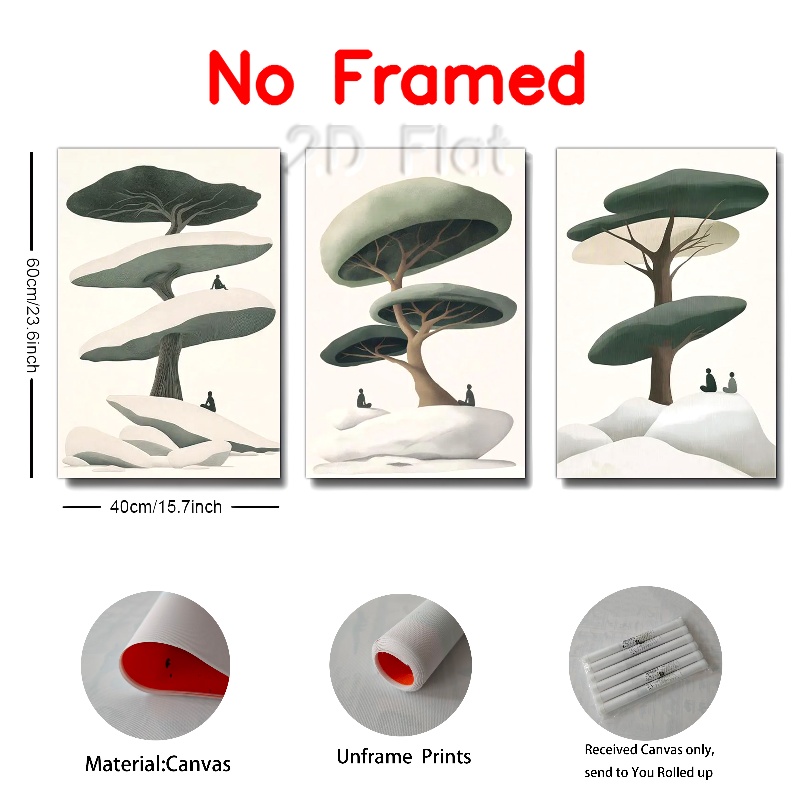 No Framed
2D Flat
60cm/23.6inch
40cm/15.7inch
Material:Canvas
Unframe Prints
Received Canvas only,
send to You Rolled up